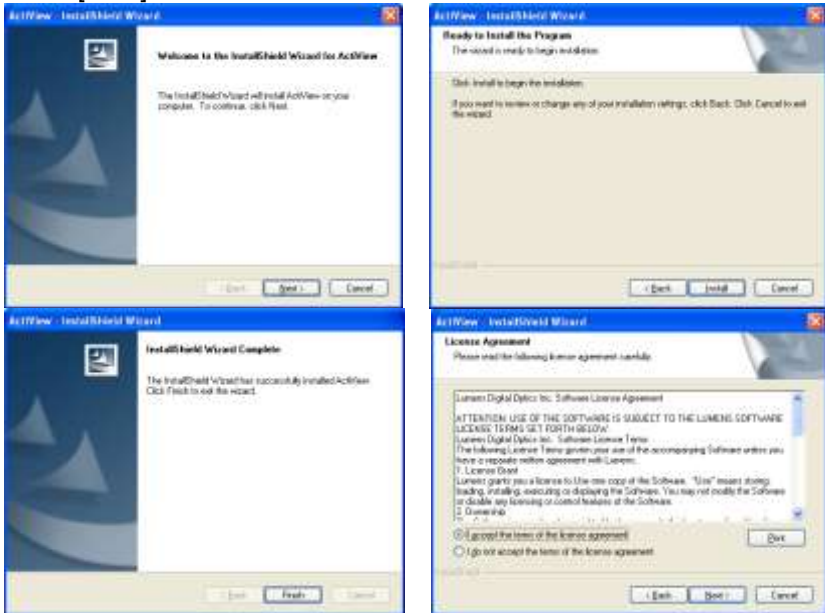 ActiView - InstallShield Wizard
Welcome to the InstallShield Wizard for ActiView
The InstallShield Wizard will install ActiView on your
computer. To continue, click Next.
< Back
Next >
Cancel
ActiView - InstallShield Wizard
Ready to Install the Program
The wizard is ready to begin installation.
Click Install to begin the installation.
If you want to review or change any of your installation settings, click Back. Click Cancel to exit
the wizard.
InstallShield
< Back
Install
Cancel
ActiView - InstallShield Wizard
InstallShield Wizard Complete
The InstallShield Wizard has successfully installed ActiView.
Click Finish to exit the wizard.
< Back
Finish
Cancel
ActiView - InstallShield Wizard
License Agreement
Please read the following license agreement carefully.
Lumens Digital Optics Inc. Software License Agreement
ATTENTION: USE OF THE SOFTWARE IS SUBJECT TO THE LUMENS SOFTWARE
LICENSE TERMS SET FORTH BELOW.
Lumens Digital Optics Inc. Software License Terms
The following License Terms govern your use of the accompanying Software unless you
have a separate written agreement with Lumens.
1. License Grant
Lumens grants you a license to Use one copy of the Software. "Use" means storing,
loading, installing, executing or displaying the Software. You may not modify the Software
or disable any licensing or control features of the Software.
2. Ownership
I accept the terms of the license agreement
Print
I do not accept the terms of the license agreement
InstallShield
< Back
Next >
Cancel